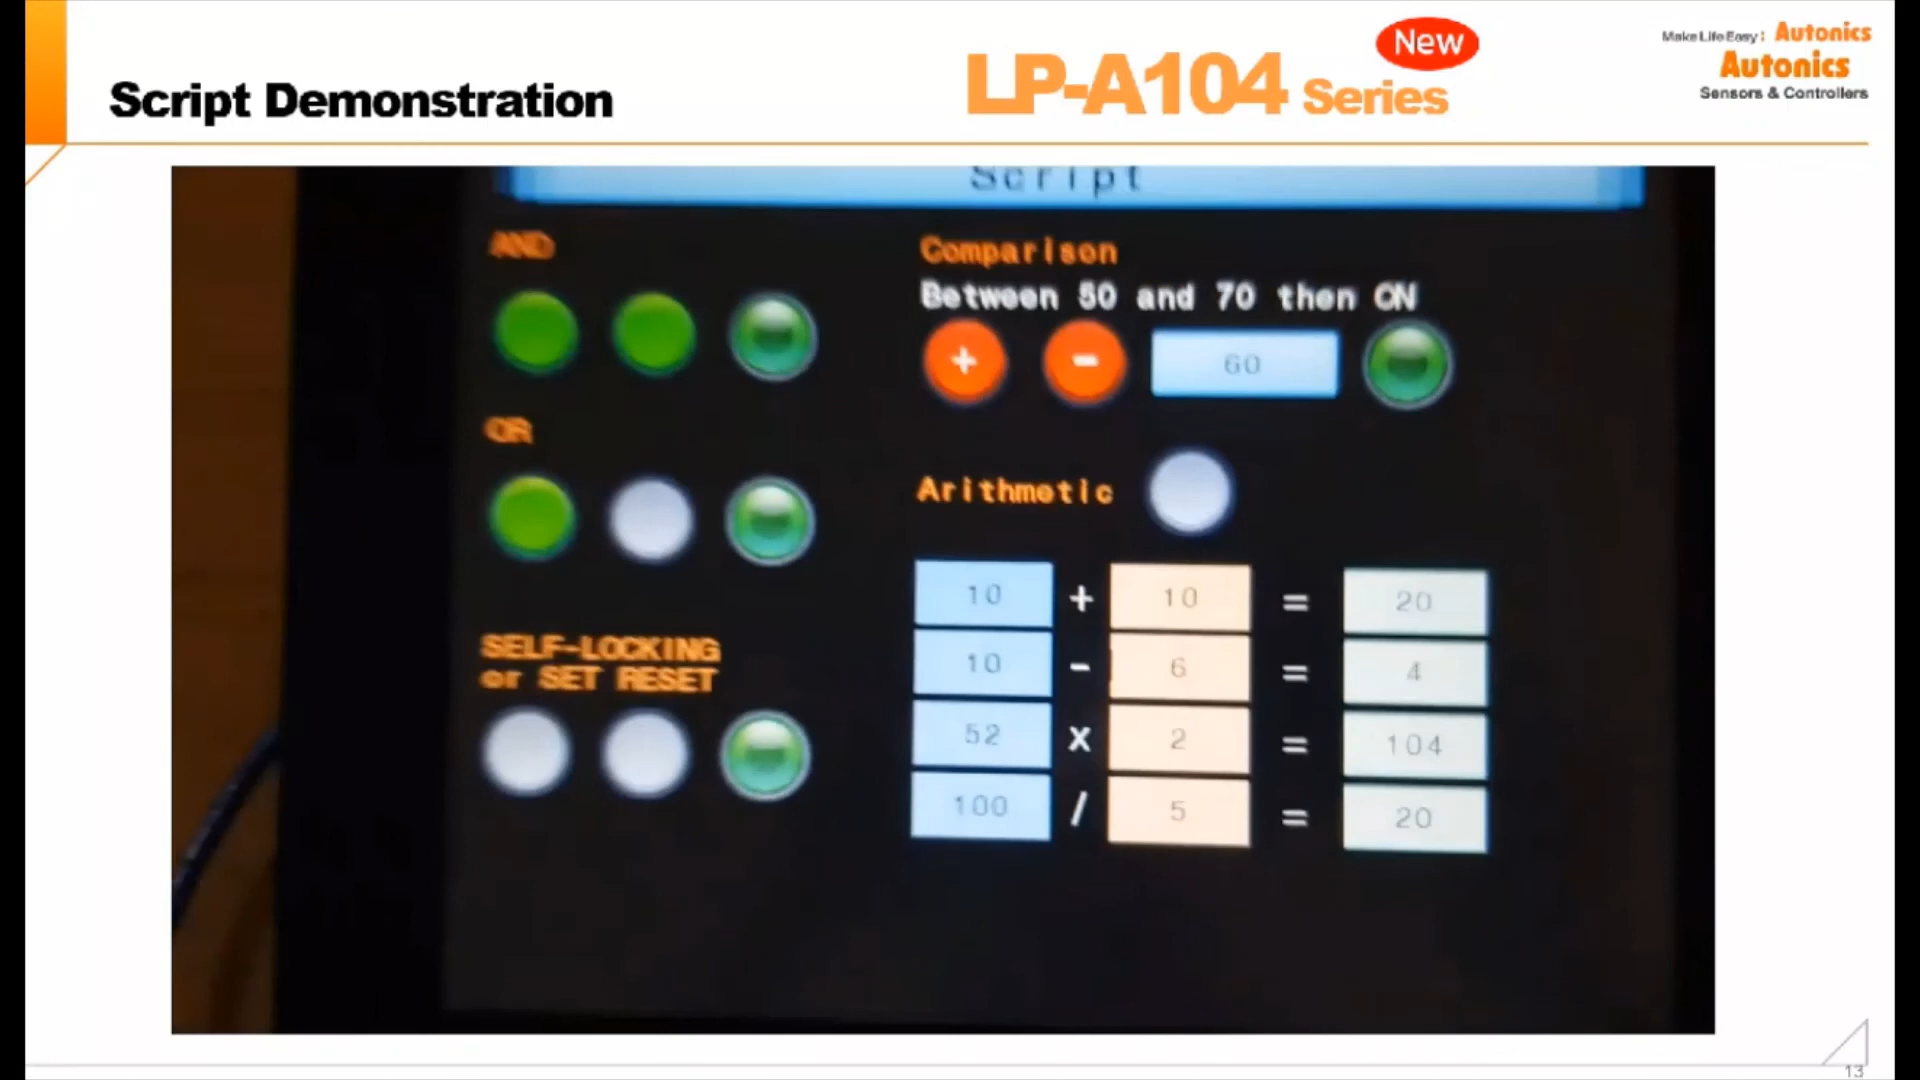 Script Demonstration
LP-A104 Series
New
Make Life Easy: Autonics
Autonics
Sensors & Controllers
Script
AND
OR
SELF-LOCKING
or SET RESET
Comparison
Between 50 and 70 then ON
+ - 60
Arithmetic
10 + 10 = 20
10 - 6 = 4
52 x 2 = 104
100 / 5 = 20
13